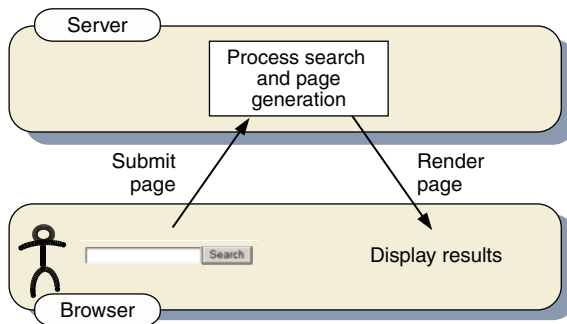 Server
Process search
and page
generation
Submit
page
Render
page
Search
Display results
Browser